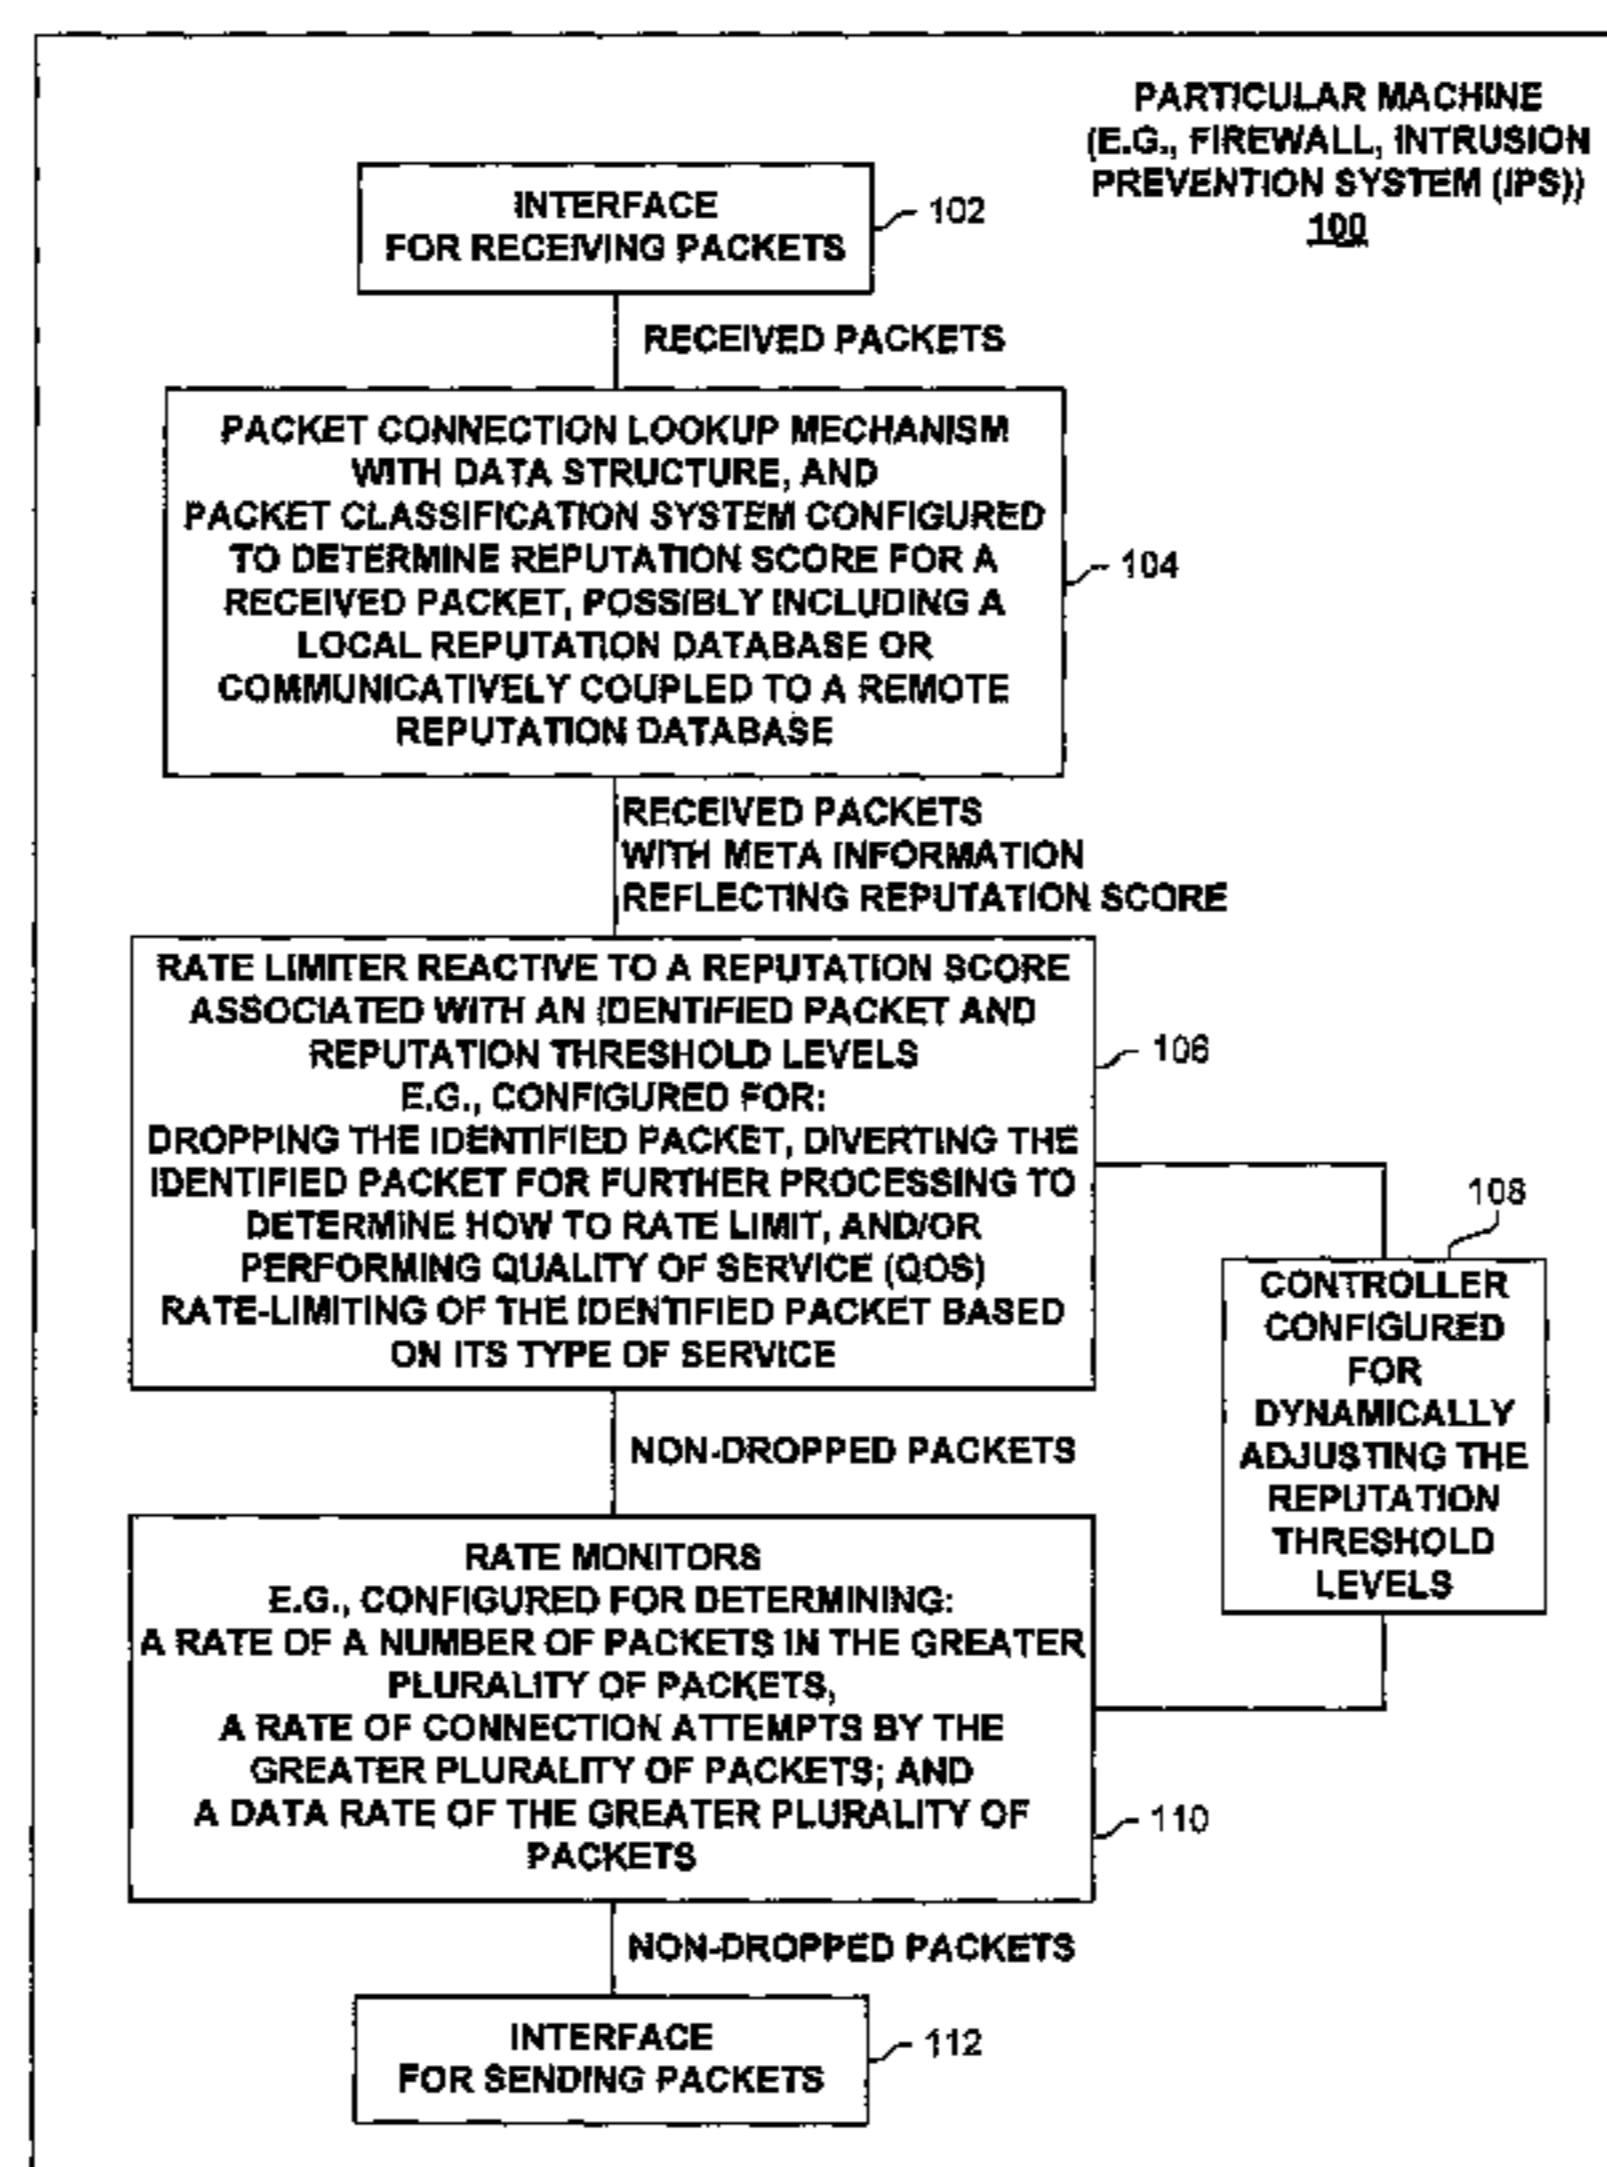 PARTICULAR MACHINE
(E.G., FIREWALL, INTRUSION
PREVENTION SYSTEM (IPS))
100
INTERFACE
FOR RECEIVING PACKETS
102
RECEIVED PACKETS
PACKET CONNECTION LOOKUP MECHANISM
WITH DATA STRUCTURE, AND
PACKET CLASSIFICATION SYSTEM CONFIGURED
TO DETERMINE REPUTATION SCORE FOR A
RECEIVED PACKET, POSSIBLY INCLUDING A
LOCAL REPUTATION DATABASE OR
COMMUNICATIVELY COUPLED TO A REMOTE
REPUTATION DATABASE
104
RECEIVED PACKETS
WITH META INFORMATION
REFLECTING REPUTATION SCORE
RATE LIMITER REACTIVE TO A REPUTATION SCORE
ASSOCIATED WITH AN IDENTIFIED PACKET AND
REPUTATION THRESHOLD LEVELS
E.G., CONFIGURED FOR:
DROPPING THE IDENTIFIED PACKET, DIVERTING THE
IDENTIFIED PACKET FOR FURTHER PROCESSING TO
DETERMINE HOW TO RATE LIMIT, AND/OR
PERFORMING QUALITY OF SERVICE (QOS)
RATE-LIMITING OF THE IDENTIFIED PACKET BASED
ON ITS TYPE OF SERVICE
106
108
CONTROLLER
CONFIGURED
FOR
DYNAMICALLY
ADJUSTING THE
REPUTATION
THRESHOLD
LEVELS
NON-DROPPED PACKETS
RATE MONITORS
E.G., CONFIGURED FOR DETERMINING:
A RATE OF A NUMBER OF PACKETS IN THE GREATER
PLURALITY OF PACKETS,
A RATE OF CONNECTION ATTEMPTS BY THE
GREATER PLURALITY OF PACKETS; AND
A DATA RATE OF THE GREATER PLURALITY OF
PACKETS
110
NON-DROPPED PACKETS
INTERFACE
FOR SENDING PACKETS
112